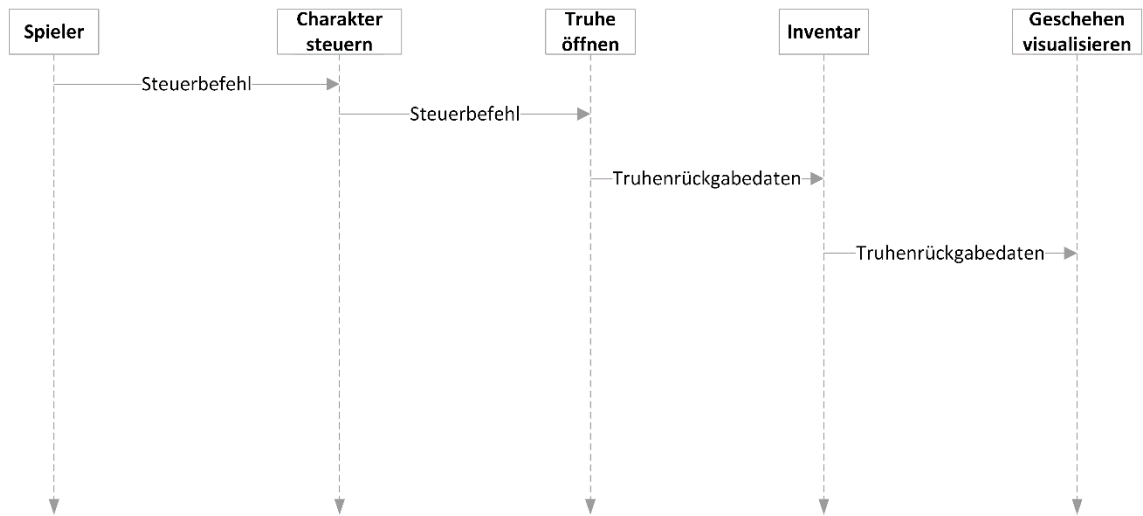 Spieler
Charakter
steuern
Truhe
öffnen
Inventar
Geschehen
visualisieren
Steuerbefehl
Steuerbefehl
Truhenrückgabedaten
Truhenrückgabedaten